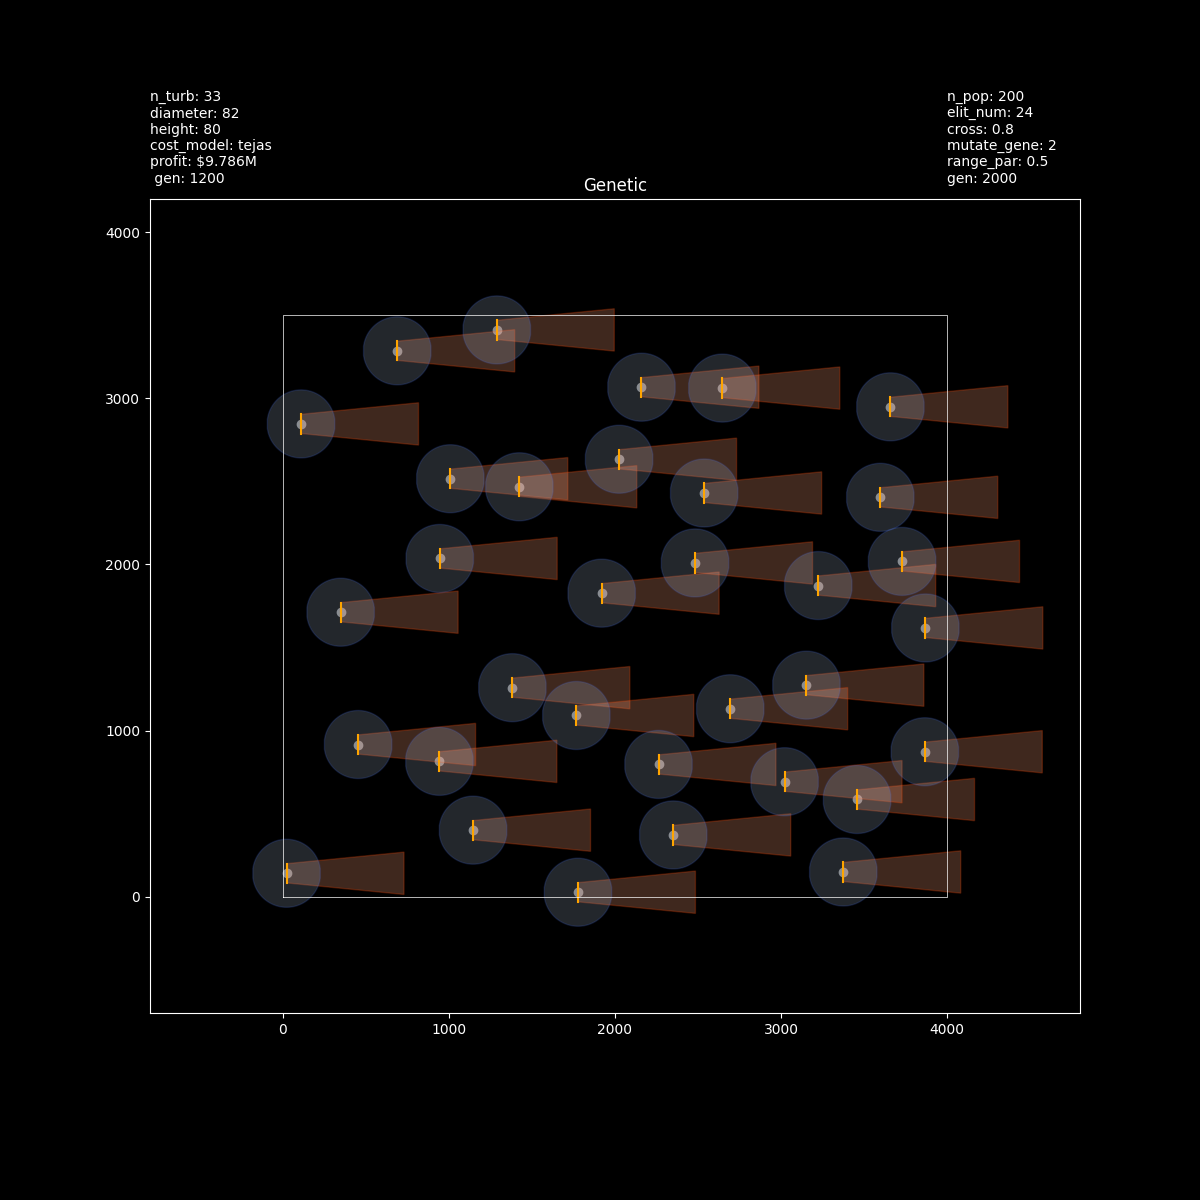 n_turb: 33
diameter: 82
height: 80
cost_model: tejas
profit: $9.786M
gen: 1200
n_pop: 200
elit_num: 24
cross: 0.8
mutate_gene: 2
range_par: 0.5
gen: 2000
Genetic
4000
3000
2000
1000
0
0 1000 2000 3000 4000